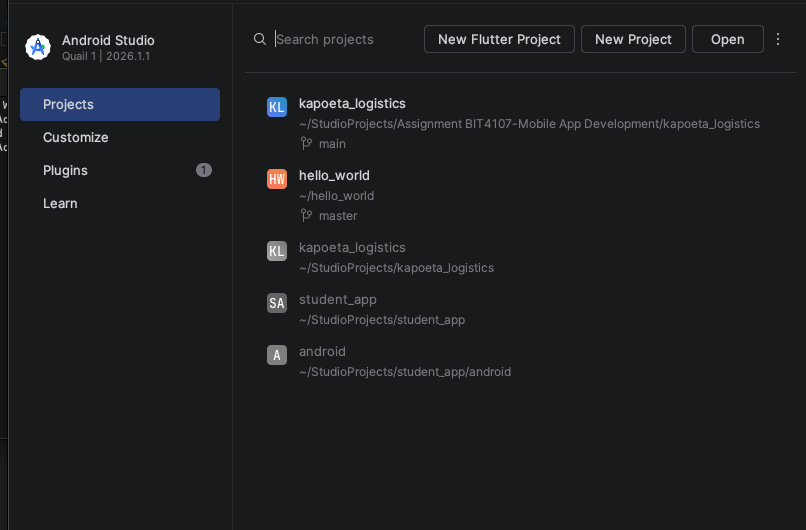 Android Studio
Quail 1 | 2026.1.1
Projects
Customize
Plugins
1
Learn
Search projects
New Flutter Project
New Project
Open
KL
kapoeta_logistics
~/StudioProjects/Assignment BIT4107-Mobile App Development/kapoeta_logistics
main
HW
hello_world
~/hello_world
master
KL
kapoeta_logistics
~/StudioProjects/kapoeta_logistics
SA
student_app
~/StudioProjects/student_app
A
android
~/StudioProjects/student_app/android